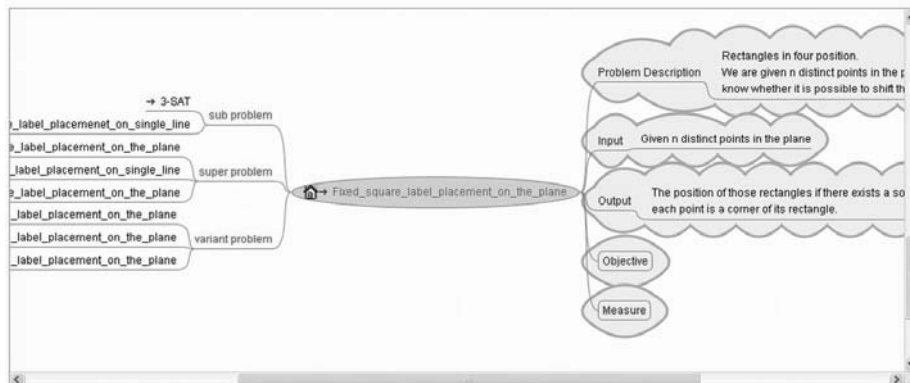 → 3-SAT
_label_placemenet_on_single_line
sub problem
e_label_placement_on_the_plane
_label_placement_on_single_line
e_label_placement_on_the_plane
super problem
_label_placement_on_the_plane
_label_placement_on_the_plane
_label_placement_on_the_plane
variant problem
→ Fixed_square_label_placement_on_the_plane
Problem Description
Rectangles in four position.
We are given n distinct points in the p
know whether it is possible to shift th
Input
Given n distinct points in the plane
Output
The position of those rectangles if there exists a so
each point is a corner of its rectangle.
Objective
Measure